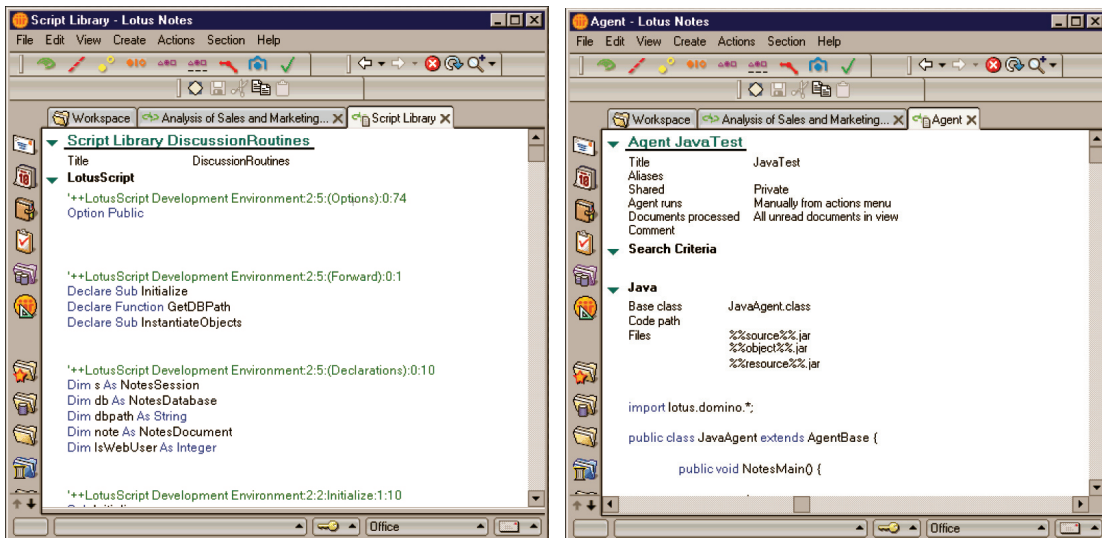 Script Library - Lotus Notes
File Edit View Create Actions Section Help
Workspace
Analysis of Sales and Marketing...
Script Library
Script Library DiscussionRoutines
Title DiscussionRoutines
LotusScript
'++LotusScript Development Environment:2:5:(Options):0:74
Option Public
'++LotusScript Development Environment:2:5:(Forward):0:1
Declare Sub Initialize
Declare Function GetDBPath
Declare Sub InstantiateObjects
'++LotusScript Development Environment:2:5:(Declarations):0:10
Dim s As NotesSession
Dim db As NotesDatabase
Dim dbpath As String
Dim note As NotesDocument
Dim IsWebUser As Integer
'++LotusScript Development Environment:2:2:Initialize:1:10
Office
Agent - Lotus Notes
File Edit View Create Actions Section Help
Workspace
Analysis of Sales and Marketing...
Agent
Agent JavaTest
Title JavaTest
Aliases
Shared Private
Agent runs Manually from actions menu
Documents processed All unread documents in view
Comment
Search Criteria
Java
Base class JavaAgent.class
Code path
Files %%source%%.jar
%%object%%.jar
%%resource%%.jar
import lotus.domino.*;
public class JavaAgent extends AgentBase {
public void NotesMain() {
Office